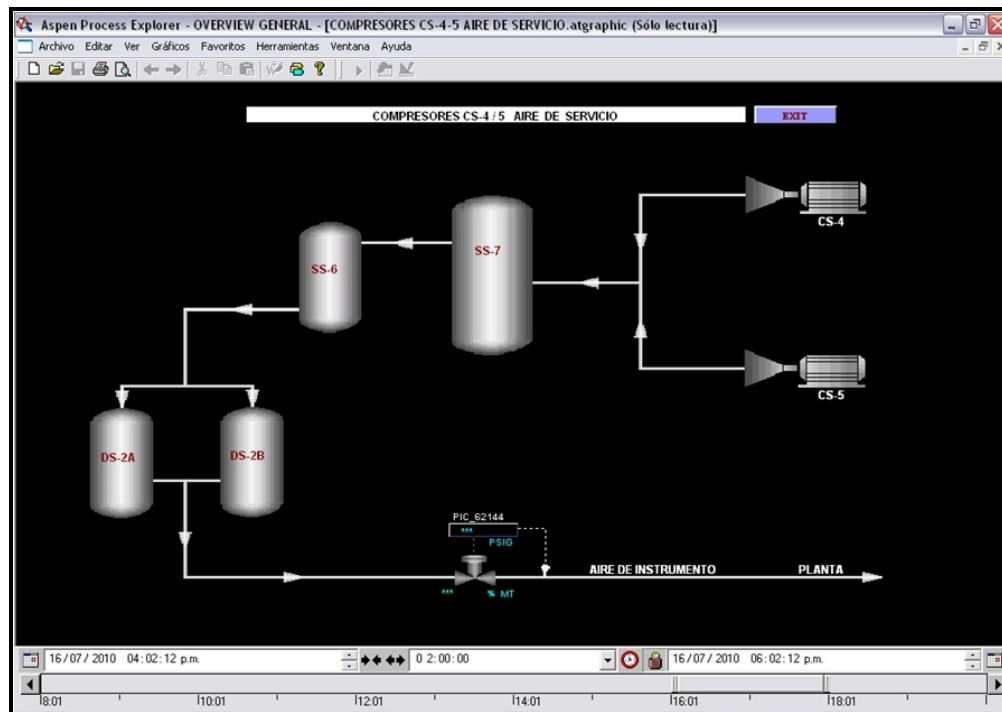 Aspen Process Explorer - OVERVIEW GENERAL - [COMPRESORES CS-4-5 AIRE DE SERVICIO.atgraphic (Sólo lectura)]
Archivo Editar Ver Gráficos Favoritos Herramientas Ventana Ayuda
COMPRESORES CS-4 / 5 AIRE DE SERVICIO
EXIT
CS-4
SS-7
SS-6
CS-5
DS-2A
DS-2B
PIC_62144
***
PSIG
AIRE DE INSTRUMENTO
PLANTA
***
% MT
16/07/2010 04:02:12 p.m.
0 2:00:00
16/07/2010 06:02:12 p.m.
8:01 10:01 12:01 14:01 16:01 18:01